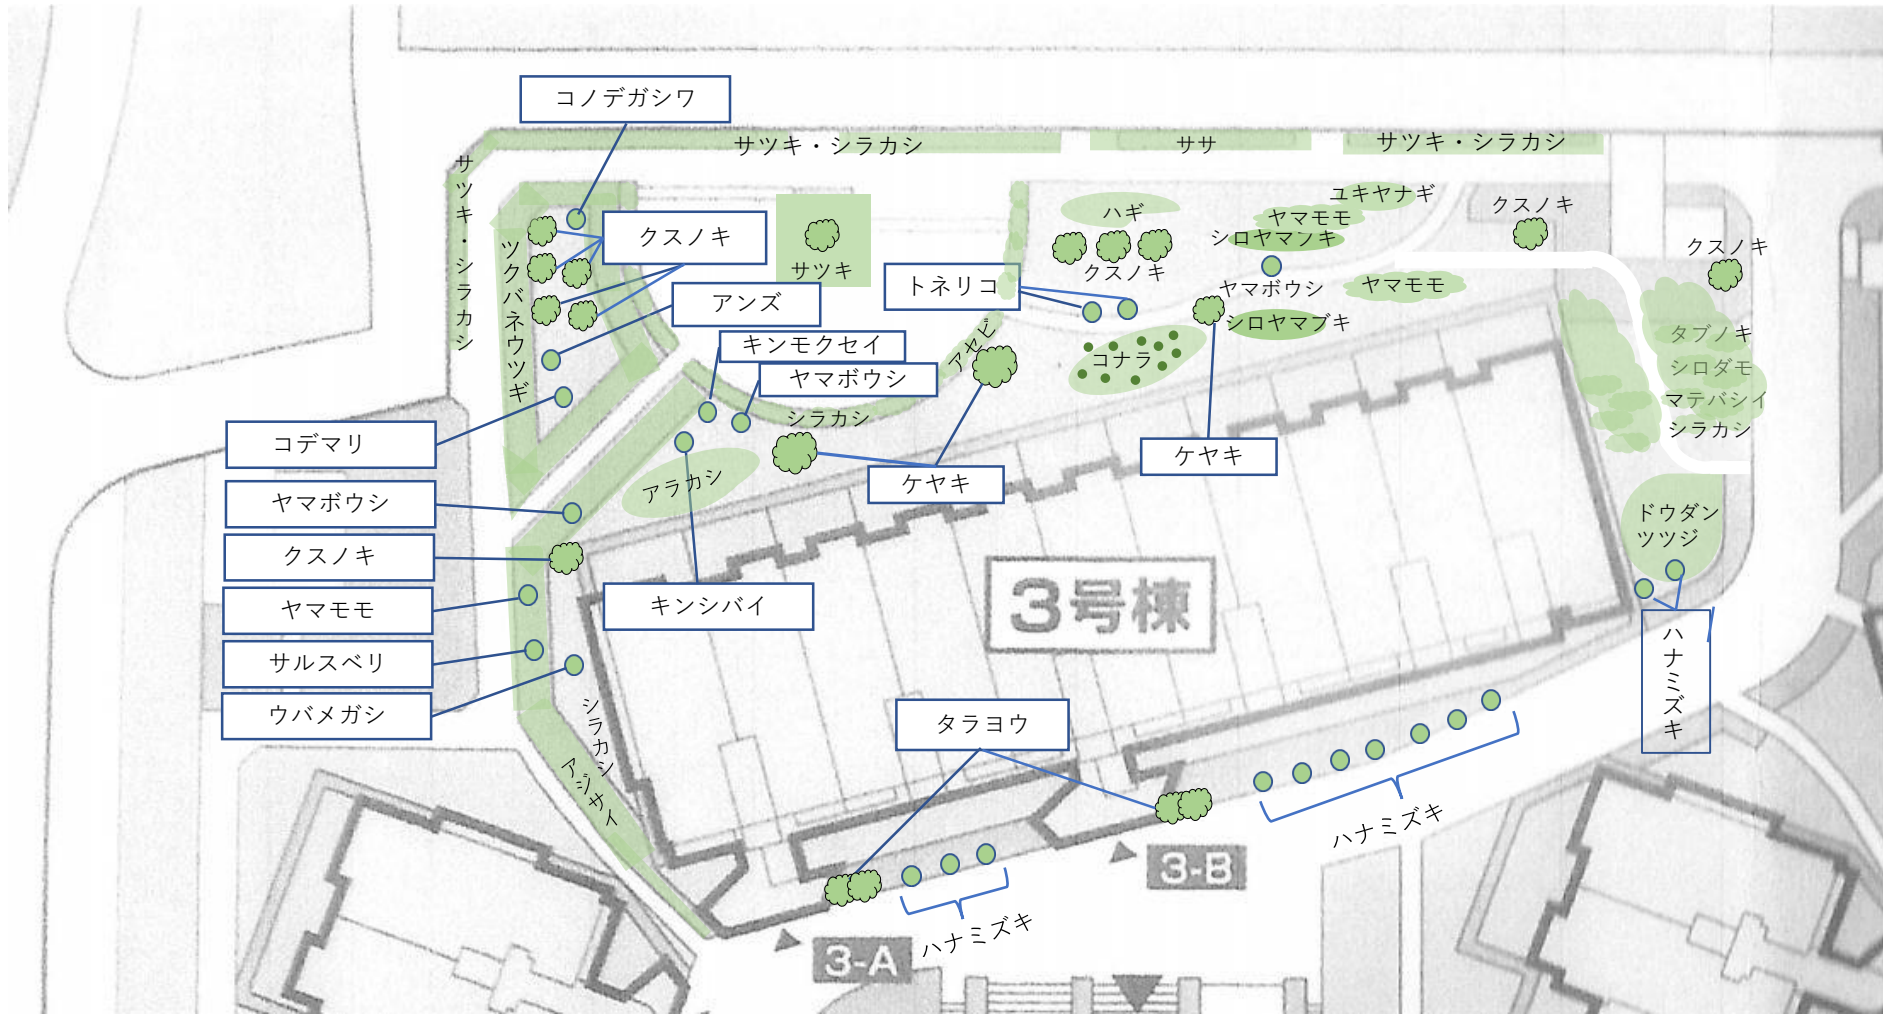 コノデガシワ
サツキ・シラカシ
ササ
サツキ・シラカシ
サツキ・シラカシ
ユキヤナギ
ハギ
ヤマモモ
クスノキ
シロヤマブキ
クスノキ
ツクバネウツギ
クスノキ
サツキ
クスノキ
トネリコ
ヤマボウシ
ヤマモモ
アンズ
シロヤマブキ
キンモクセイ
アセビ
コナラ
タブノキ
シロダモ
マテバシイ
シラカシ
ヤマボウシ
シラカシ
コデマリ
ケヤキ
ケヤキ
アラカシ
ヤマボウシ
ドウダン
ツツジ
クスノキ
ヤマモモ
キンシバイ
3号棟
サルスベリ
ハナミズキ
ウバメガシ
シラカシ
アジサイ
タラヨウ
ハナミズキ
3-B
ハナミズキ
3-A